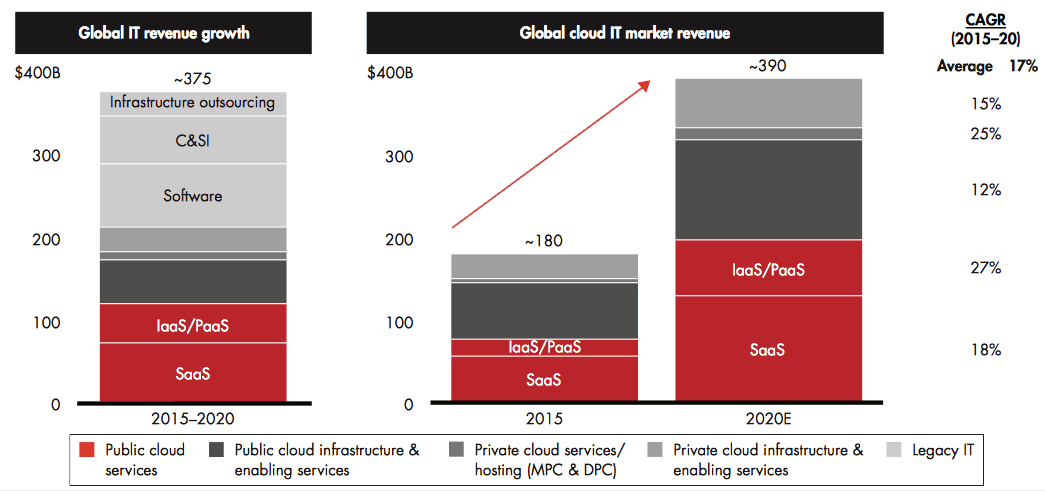 Global IT revenue growth
$400B
~375
Infrastructure outsourcing
C&SI
300
Software
200
100
IaaS/PaaS
SaaS
0
2015–2020
Global cloud IT market revenue
$400B
~390
300
200
~180
IaaS/PaaS
100
IaaS/PaaS
SaaS
SaaS
0
2015
2020E
CAGR
(2015–20)
Average 17%
15%
25%
12%
27%
18%
Public cloud
services
Public cloud infrastructure &
enabling services
Private cloud services/
hosting (MPC & DPC)
Private cloud infrastructure &
enabling services
Legacy IT